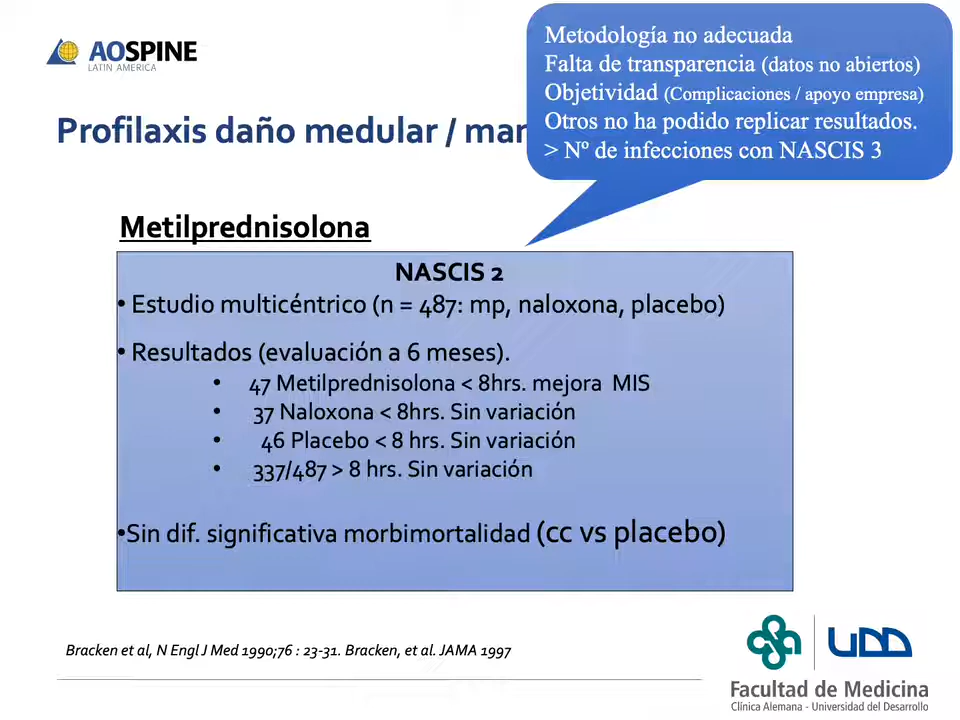 AOSPINE
LATIN AMERICA
Metodología no adecuada
Falta de transparencia (datos no abiertos)
Objetividad (Complicaciones / apoyo empresa)
Otros no ha podido replicar resultados.
> Nº de infecciones con NASCIS 3
Profilaxis daño medular / mar
Metilprednisolona
NASCIS 2
• Estudio multicéntrico (n = 487: mp, naloxona, placebo)
• Resultados (evaluación a 6 meses).
• 47 Metilprednisolona < 8hrs. mejora MIS
• 37 Naloxona < 8hrs. Sin variación
• 46 Placebo < 8 hrs. Sin variación
• 337/487 > 8 hrs. Sin variación
•Sin dif. significativa morbimortalidad (cc vs placebo)
Bracken et al, N Engl J Med 1990;76 : 23-31. Bracken, et al. JAMA 1997
UDD
Facultad de Medicina
Clínica Alemana - Universidad del Desarrollo